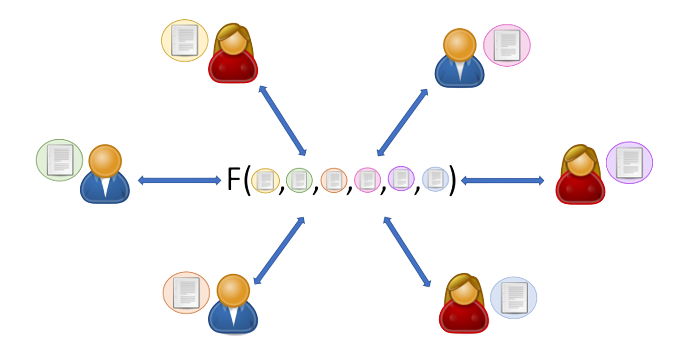 F( , , , , , )